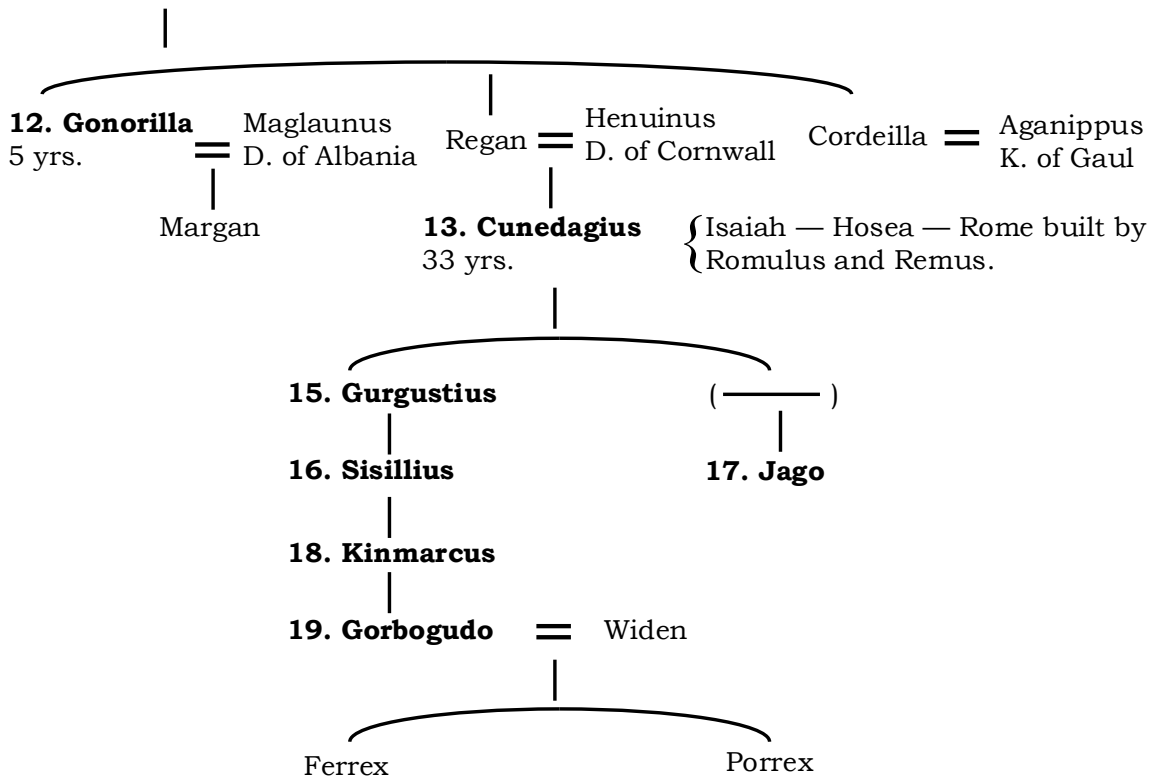 12. Gonorilla
5 yrs.
Maglaunus
D. of Albania
Regan
Henuinus
D. of Cornwall
Cordeilla
Aganippus
K. of Gaul
Margan
13. Cunedagius
33 yrs.
Isaiah — Hosea — Rome built by
Romulus and Remus.
15. Gurgustius
( —— )
16. Sisillius
17. Jago
18. Kinmarcus
19. Gorbogudo = Widen
Ferrex
Porrex